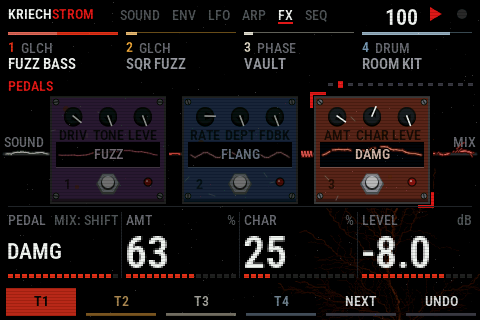 KRIECHSTROM SOUND ENV LFO ARP FX SEQ 100
1 GLCH 2 GLCH 3 PHASE 4 DRUM
FUZZ BASS SQR FUZZ VAULT ROOM KIT
PEDALS
DRIV TONE LEVE RATE DEPT FDBK AMT CHAR LEVE
SOUND FUZZ FLANG DAMG MIX
1 2 3
PEDAL MIX: SHIFT AMT % CHAR % LEVEL dB
DAMG 63 25 -8.0
T1 T2 T3 T4 NEXT UNDO